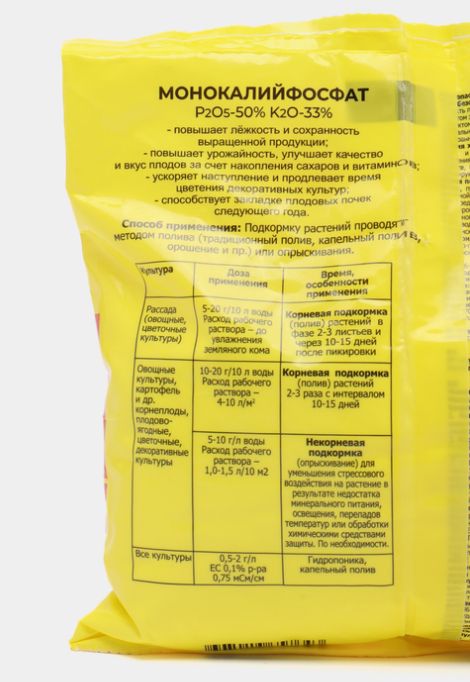 МОНОКАЛИЙФОСФАТ
P2O5-50% K2O-33%
- повышает лёжкость и сохранность
выращенной продукции;
- повышает урожайность, улучшает качество
и вкус плодов за счет накопления сахаров и витаминов;
- ускоряет наступление и продлевает время
цветения декоративных культур;
- способствует закладке плодовых почек
следующего года.
Способ применения: Подкормку растений проводят
методом полива (традиционный полив, капельный полив,
орошение и пр.) или опрыскивания.
Культура
Доза
применения
Время,
особенности
применения
Рассада
(овощные,
цветочные
культуры)
5-20 г/10 л воды
Расход рабочего
раствора – до
увлажнения
земляного кома
Корневая подкормка
(полив) растений в
фазе 2-3 листьев и
через 10-15 дней
после пикировки
Овощные
культуры,
картофель
и др.
корнеплоды,
плодово-
ягодные,
цветочные,
декоративные
культуры
10-20 г/10 л воды
Расход рабочего
раствора –
4-10 л/м²
Корневая подкормка
(полив) растений
2-3 раза с интервалом
10-15 дней
5-10 г/л воды
Расход рабочего
раствора –
1,0-1,5 л/10 м2
Некорневая
подкормка
(опрыскивание) для
уменьшения стрессового
воздействия на растение в
результате недостатка
минерального питания,
освещения, перепадов
температур или обработки
химическими средствами
защиты. По необходимости.
Все культуры
0,5-2 г/л
EC 0,1% р-ра
0,75 мСм/см
Гидропоника,
капельный полив